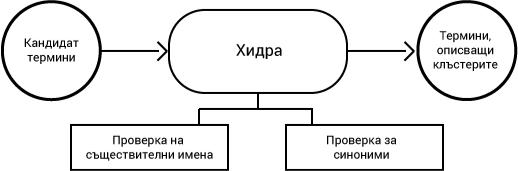 Кандидат
термини
Хидра
Термини,
описващи
клъстерите
Проверка на
съществителни имена
Проверка за
синоними